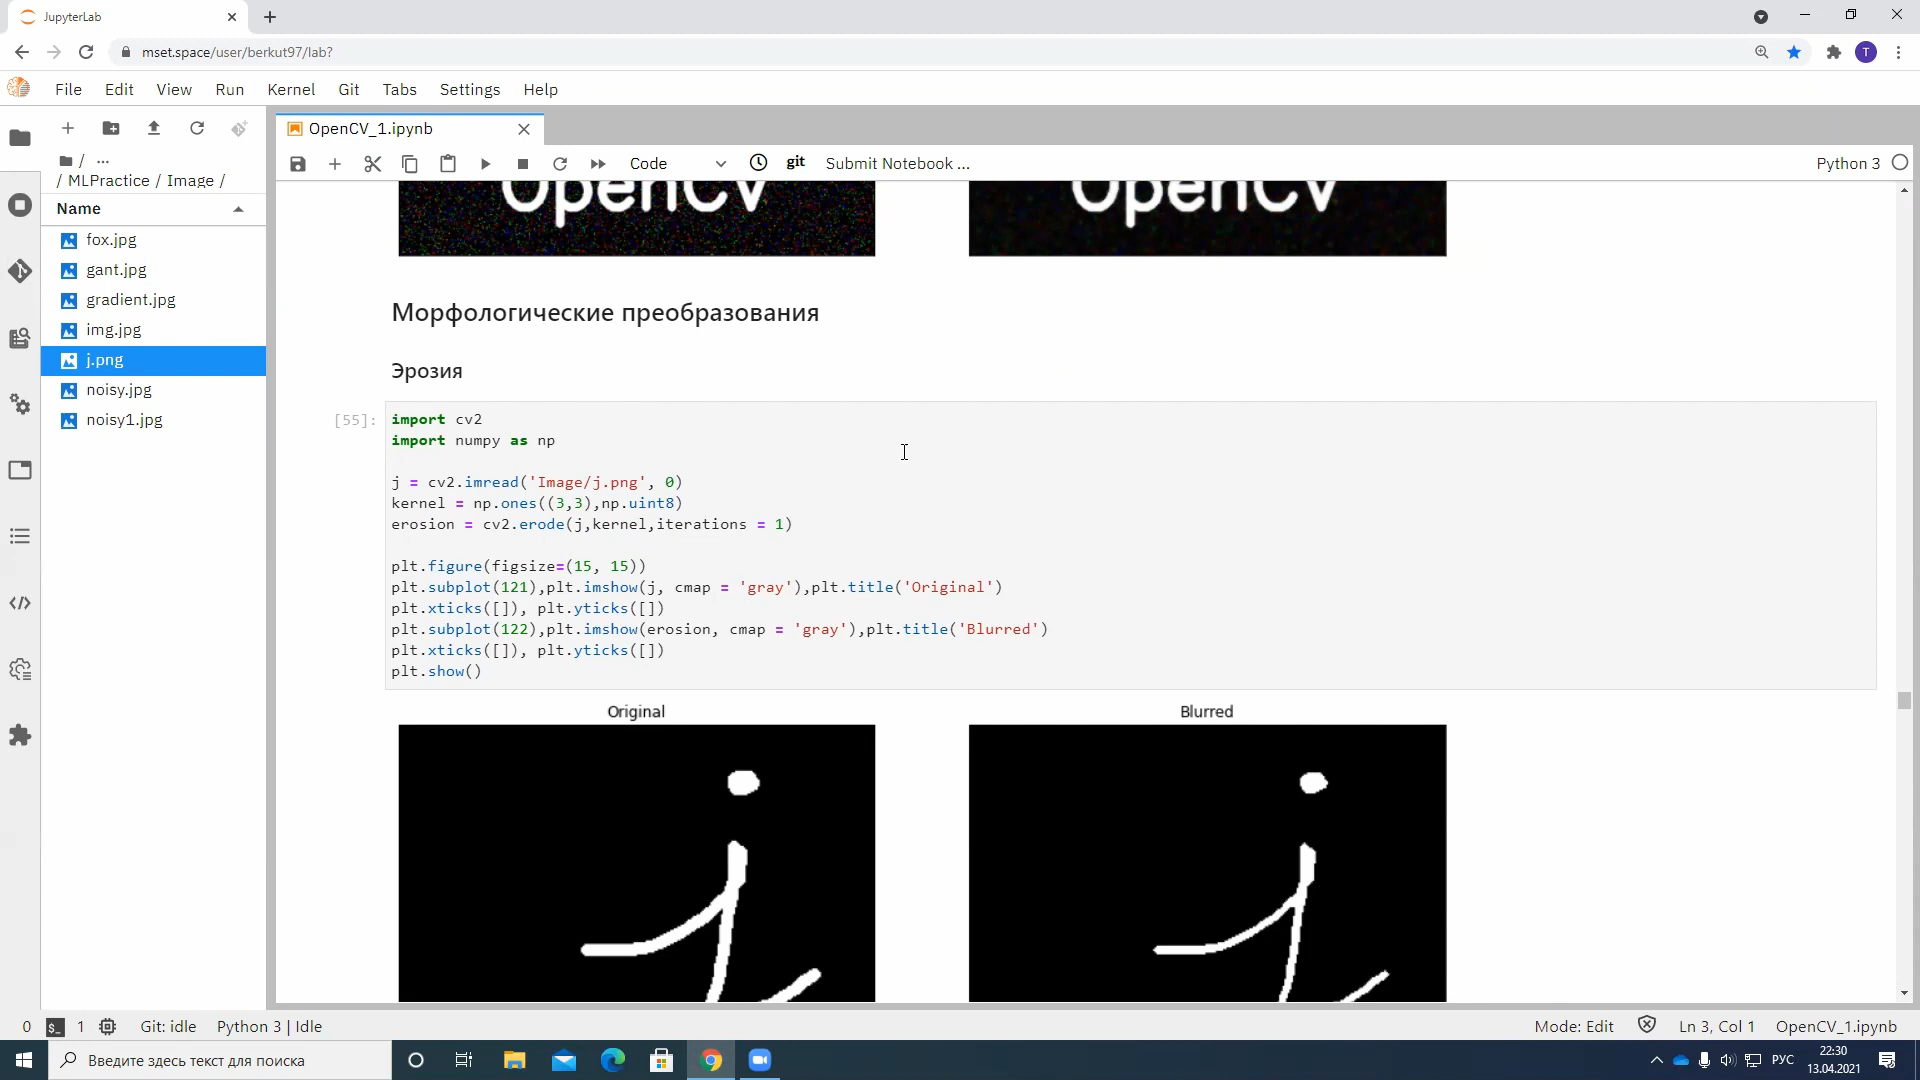 JupyterLab
mset.space/user/berkut97/lab?
T
File Edit View Run Kernel Git Tabs Settings Help
OpenCV_1.ipynb
Code git Submit Notebook ... Python 3
/ ...
/ MLPractice / Image /
Name
fox.jpg
gant.jpg
gradient.jpg
img.jpg
j.png
noisy.jpg
noisy1.jpg
OpenCV OpenCV
Морфологические преобразования
Эрозия
[55]:
import cv2
import numpy as np
j = cv2.imread('Image/j.png', 0)
kernel = np.ones((3,3),np.uint8)
erosion = cv2.erode(j,kernel,iterations = 1)
plt.figure(figsize=(15, 15))
plt.subplot(121),plt.imshow(j, cmap = 'gray'),plt.title('Original')
plt.xticks([]), plt.yticks([])
plt.subplot(122),plt.imshow(erosion, cmap = 'gray'),plt.title('Blurred')
plt.xticks([]), plt.yticks([])
plt.show()
Original Blurred
0 1 Git: idle Python 3 | Idle Mode: Edit Ln 3, Col 1 OpenCV_1.ipynb
Введите здесь текст для поиска
РУС
22:30
13.04.2021